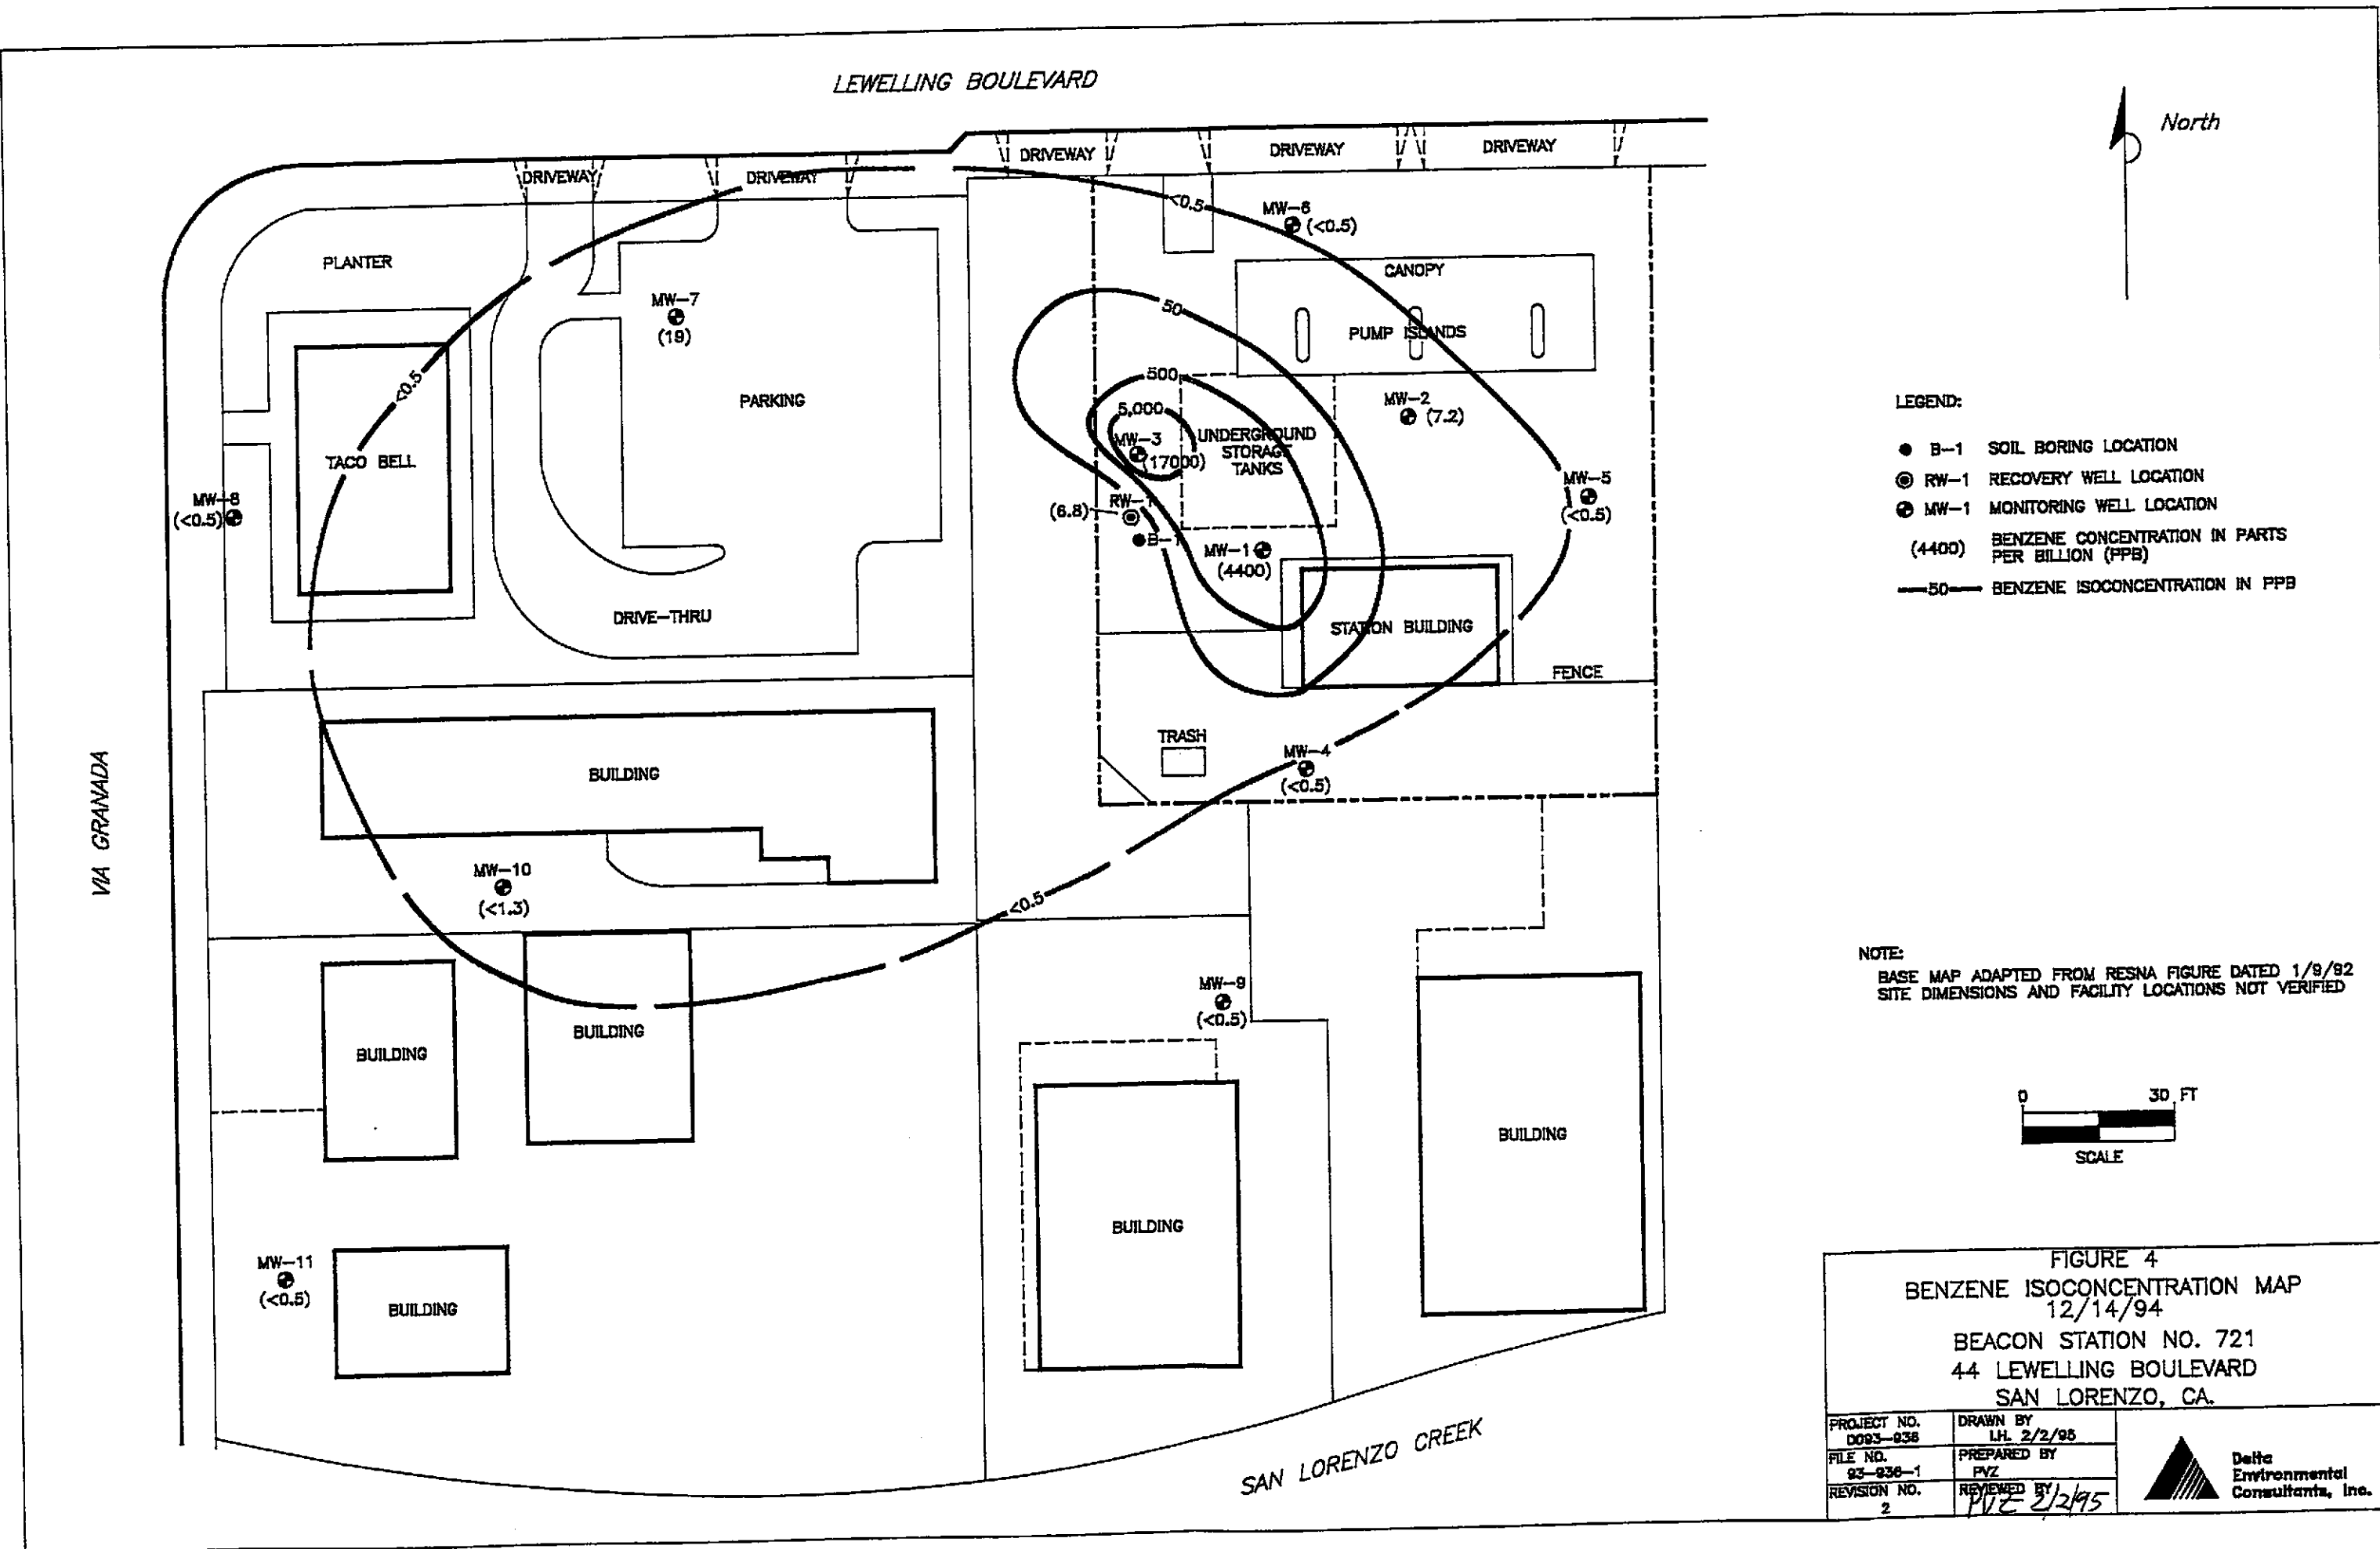 LEWELLING BOULEVARD
North
DRIVEWAY
DRIVEWAY
DRIVEWAY
DRIVEWAY
DRIVEWAY
<0.5
MW-6
(<0.5)
PLANTER
CANOPY
MW-7
(19)
50
PUMP ISLANDS
<0.5
500
PARKING
5,000
MW-2
(7.2)
LEGEND:
MW-3
(17000)
UNDERGROUND
STORAGE
TANKS
B-1 SOIL BORING LOCATION
TACO BELL
RW-1 RECOVERY WELL LOCATION
MW-5
(<0.5)
MW-8
(<0.5)
RW-1
(6.8)
MW-1 MONITORING WELL LOCATION
B-1
MW-1
(4400)
(4400) BENZENE CONCENTRATION IN PARTS
PER BILLION (PPB)
50 BENZENE ISOCONCENTRATION IN PPB
DRIVE-THRU
STATION BUILDING
FENCE
TRASH
MW-4
(<0.5)
BUILDING
VIA GRANADA
MW-10
(<1.3)
<0.5
NOTE:
BASE MAP ADAPTED FROM RESNA FIGURE DATED 1/9/92
SITE DIMENSIONS AND FACILITY LOCATIONS NOT VERIFIED
MW-9
(<0.5)
BUILDING
BUILDING
0 30 FT
SCALE
BUILDING
BUILDING
MW-11
(<0.5)
BUILDING
SAN LORENZO CREEK
FIGURE 4
BENZENE ISOCONCENTRATION MAP
12/14/94
BEACON STATION NO. 721
44 LEWELLING BOULEVARD
SAN LORENZO, CA.
PROJECT NO.
D093-936
DRAWN BY
I.H. 2/2/95
FILE NO.
93-936-1
PREPARED BY
PVZ
REVISION NO.
2
REVIEWED BY
PVZ 2/2/95
Delta
Environmental
Consultants, Inc.